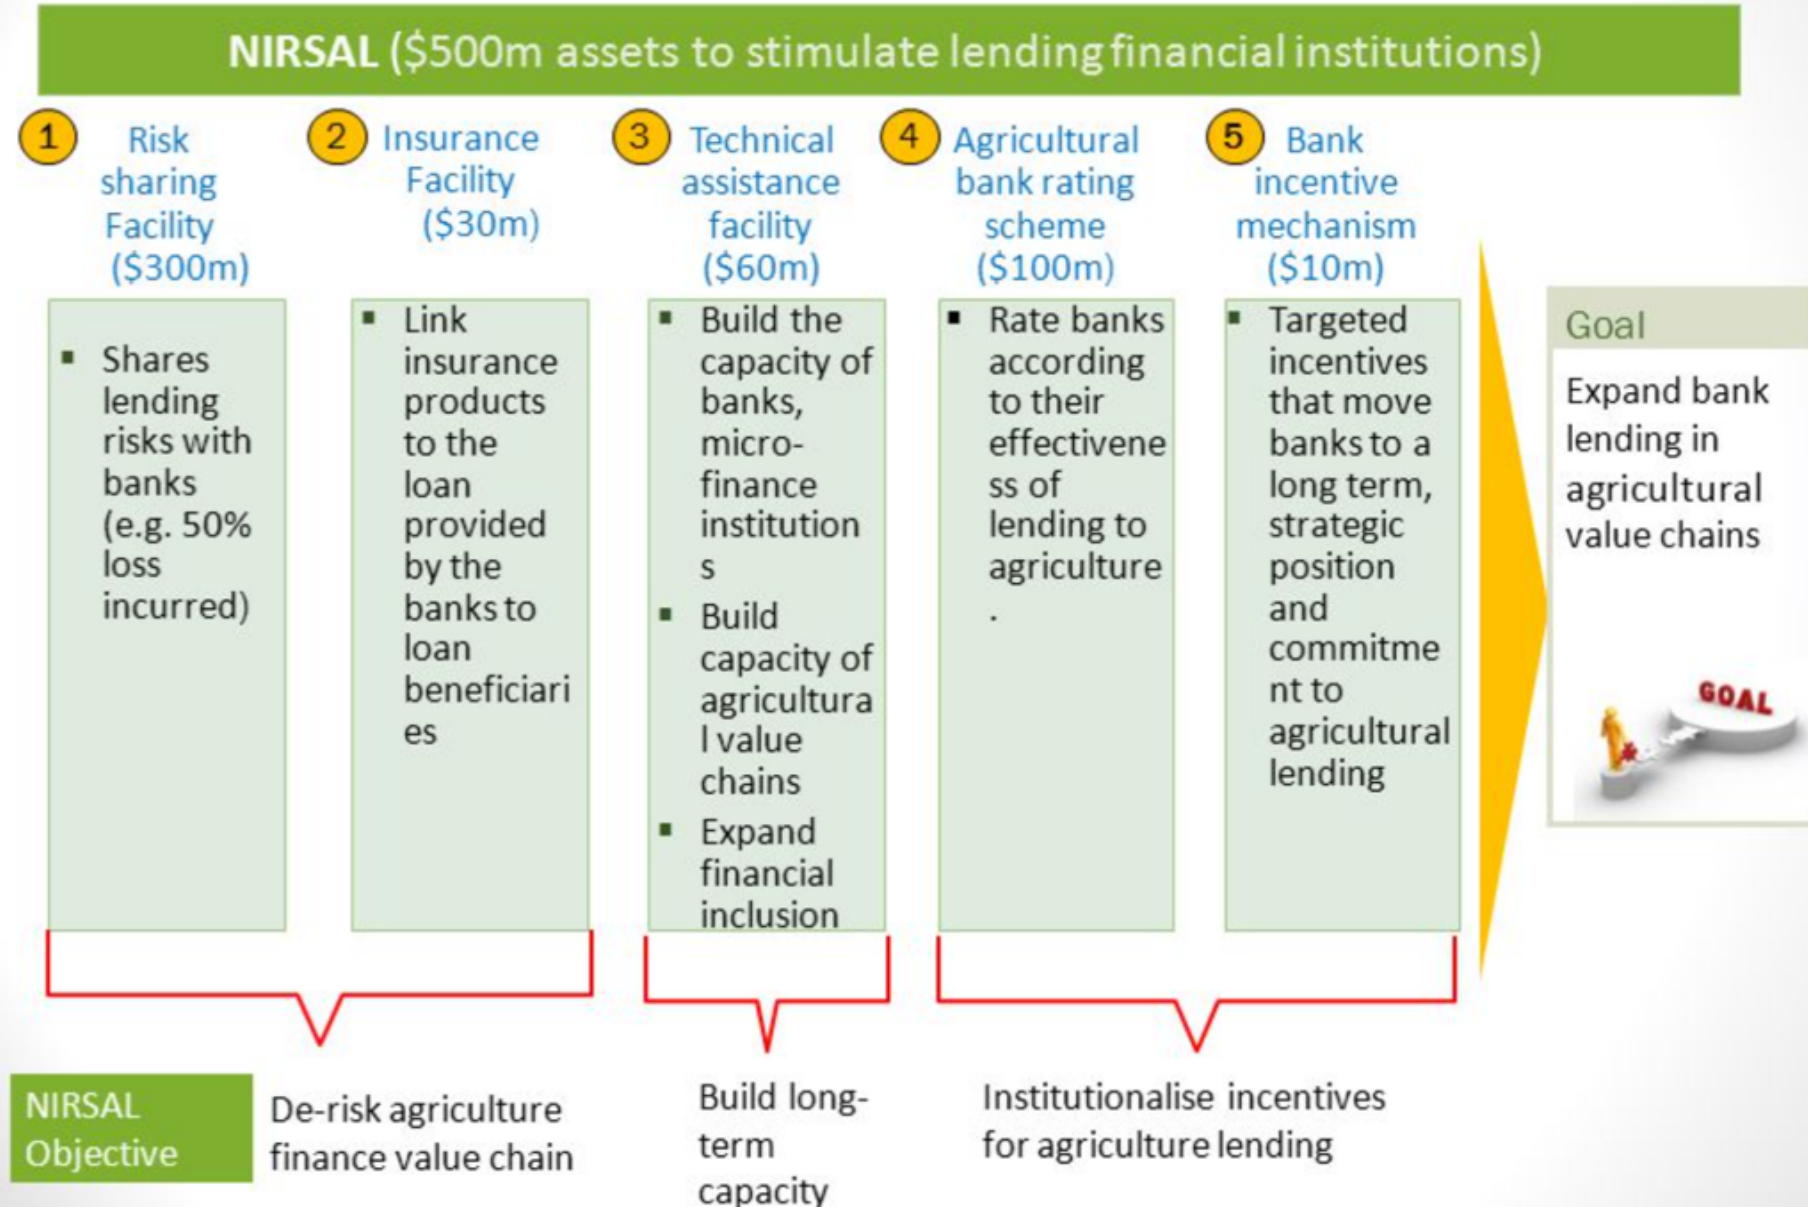 NIRSAL ($500m assets to stimulate lending financial institutions)
1
Risk
sharing
Facility
($300m)
2
Insurance
Facility
($30m)
3
Technical
assistance
facility
($60m)
4
Agricultural
bank rating
scheme
($100m)
5
Bank
incentive
mechanism
($10m)
▪ Shares
lending
risks with
banks
(e.g. 50%
loss
incurred)
▪ Link
insurance
products
to the
loan
provided
by the
banks to
loan
beneficiari
es
▪ Build the
capacity of
banks,
micro-
finance
institution
s
▪ Build
capacity of
agricultura
l value
chains
▪ Expand
financial
inclusion
▪ Rate banks
according
to their
effectivene
ss of
lending to
agriculture
.
▪ Targeted
incentives
that move
banks to a
long term,
strategic
position
and
commitme
nt to
agricultural
lending
Goal
Expand bank
lending in
agricultural
value chains
GOAL
NIRSAL
Objective
De-risk agriculture
finance value chain
Build long-
term
capacity
Institutionalise incentives
for agriculture lending